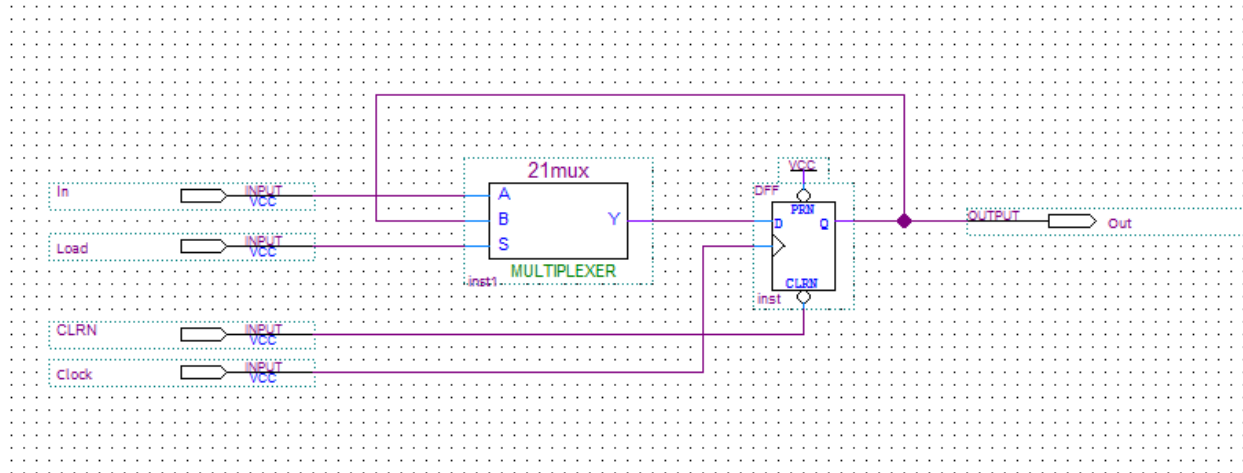 21mux
VCC
In
INPUT
VCC
A
DFF
PRN
B
Y
D
Q
OUTPUT
Out
Load
INPUT
VCC
S
MULTIPLEXER
inst1
CLRN
inst
CLRN
INPUT
VCC
Clock
INPUT
VCC